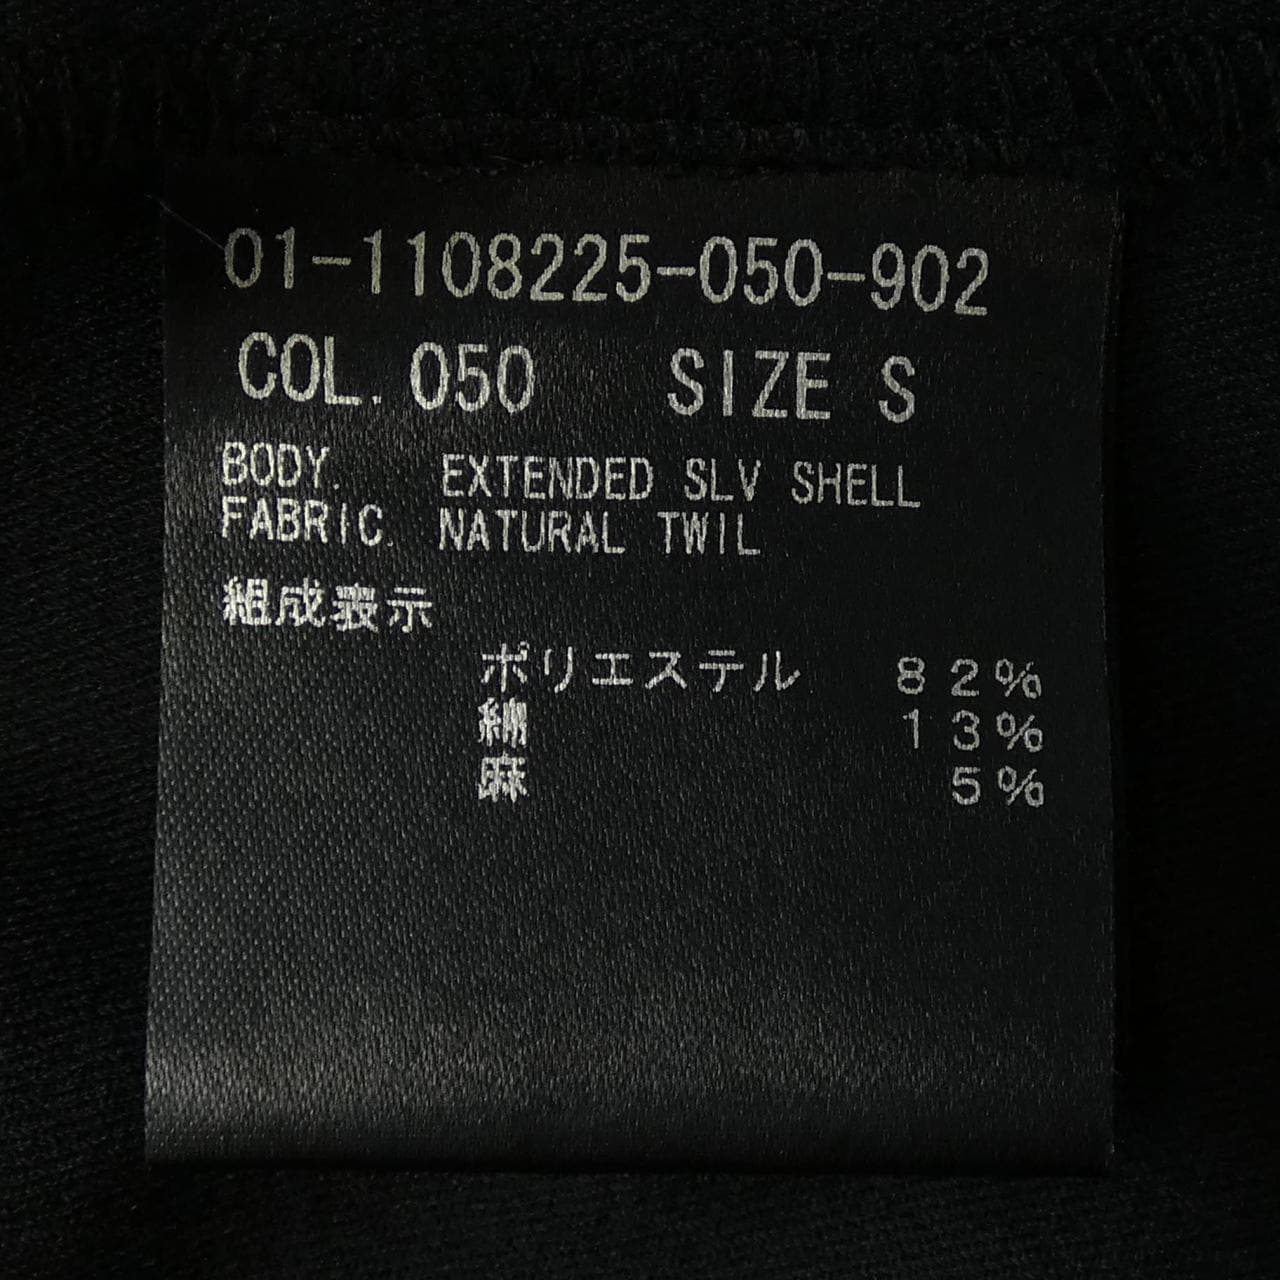 01-1108225-050-902
COL. 050 SIZE S
BODY. EXTENDED SLV SHELL
FABRIC. NATURAL TWIL
組成表示
ポリエステル 82%
綿 13%
麻 5%